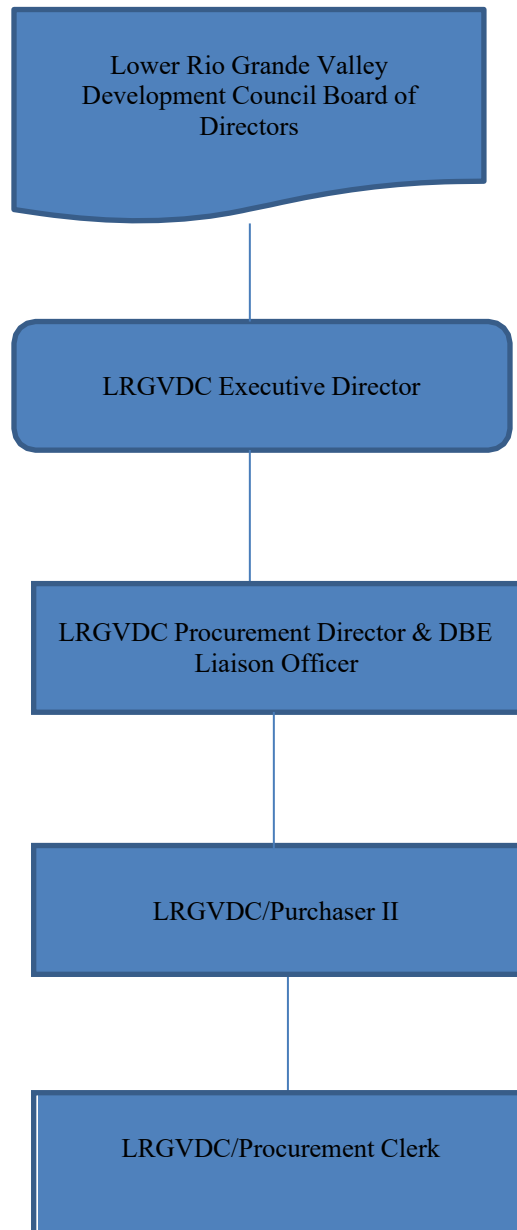 Lower Rio Grande Valley
Development Council Board of
Directors
LRGVDC Executive Director
LRGVDC Procurement Director & DBE
Liaison Officer
LRGVDC/Purchaser II
LRGVDC/Procurement Clerk